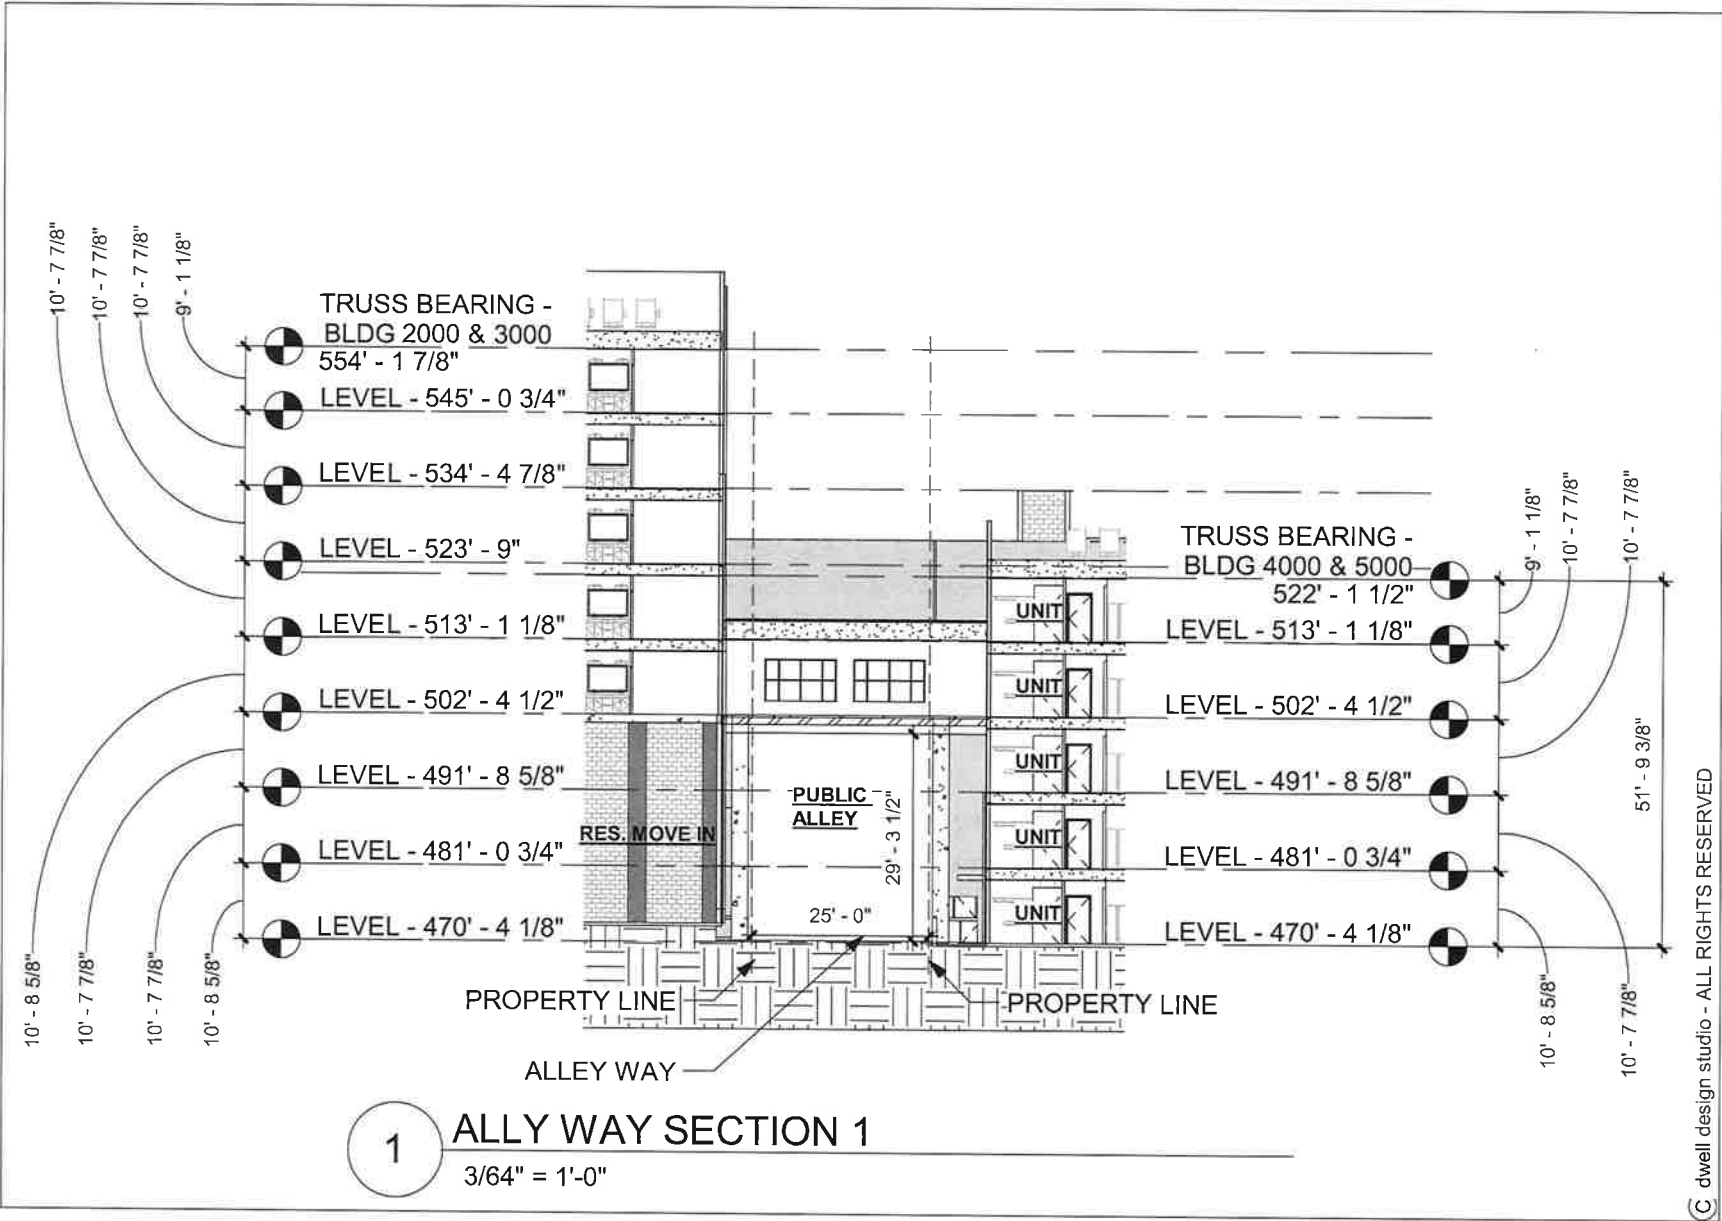 10' - 7 7/8"
10' - 7 7/8"
10' - 7 7/8"
9' - 1 1/8"
TRUSS BEARING -
BLDG 2000 & 3000
554' - 1 7/8"
LEVEL - 545' - 0 3/4"
LEVEL - 534' - 4 7/8"
LEVEL - 523' - 9"
LEVEL - 513' - 1 1/8"
LEVEL - 502' - 4 1/2"
LEVEL - 491' - 8 5/8"
LEVEL - 481' - 0 3/4"
LEVEL - 470' - 4 1/8"
10' - 8 5/8"
10' - 7 7/8"
10' - 7 7/8"
10' - 8 5/8"
RES. MOVE IN
PUBLIC
ALLEY
29' - 3 1/2"
25' - 0"
UNIT
UNIT
UNIT
UNIT
UNIT
TRUSS BEARING -
BLDG 4000 & 5000
522' - 1 1/2"
LEVEL - 513' - 1 1/8"
LEVEL - 502' - 4 1/2"
LEVEL - 491' - 8 5/8"
LEVEL - 481' - 0 3/4"
LEVEL - 470' - 4 1/8"
9' - 1 1/8"
10' - 7 7/8"
10' - 7 7/8"
51' - 9 3/8"
10' - 8 5/8"
10' - 7 7/8"
PROPERTY LINE
PROPERTY LINE
ALLEY WAY
1
ALLY WAY SECTION 1
3/64" = 1'-0"
© dwell design studio - ALL RIGHTS RESERVED